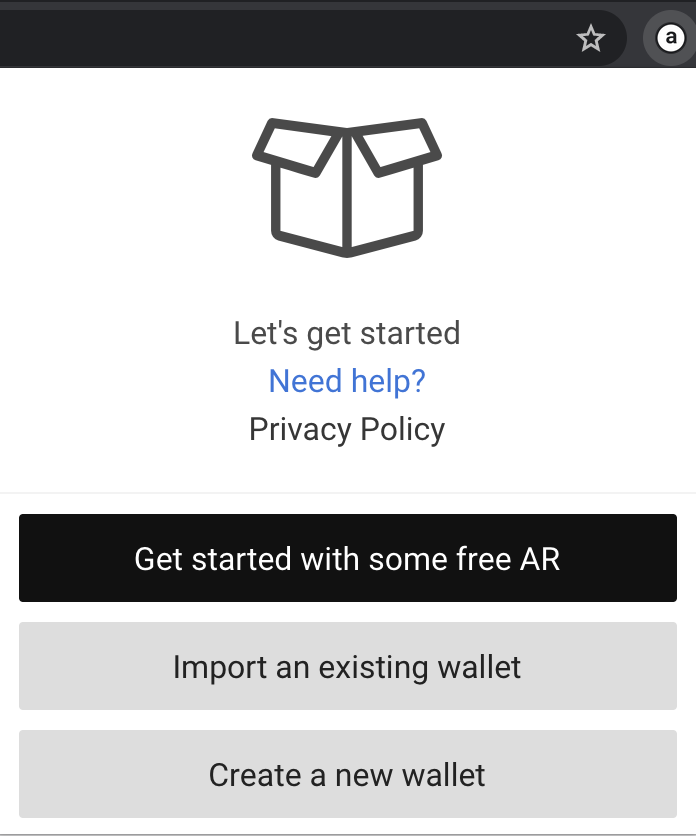 a
Let's get started
Need help?
Privacy Policy
Get started with some free AR
Import an existing wallet
Create a new wallet